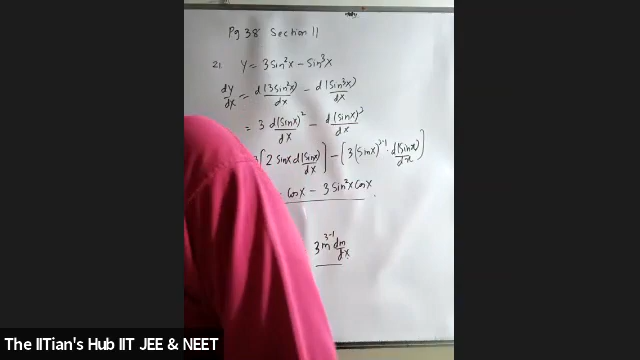 Pg 38 Section 11
21. Y = 3 Sin²x - Sin³x
dy/dx = d(3Sin²x)/dx - d(Sin³x)/dx
= 3 d(Sinx)²/dx - d(Sinx)³/dx
[2 Sinx d(Sinx)/dx] - [3(Sinx)³⁻¹ · d(Sinx)/dx]
Cosx - 3 Sin²x Cosx
3m³⁻¹ dm/dx
The IITian's Hub IIT JEE & NEET